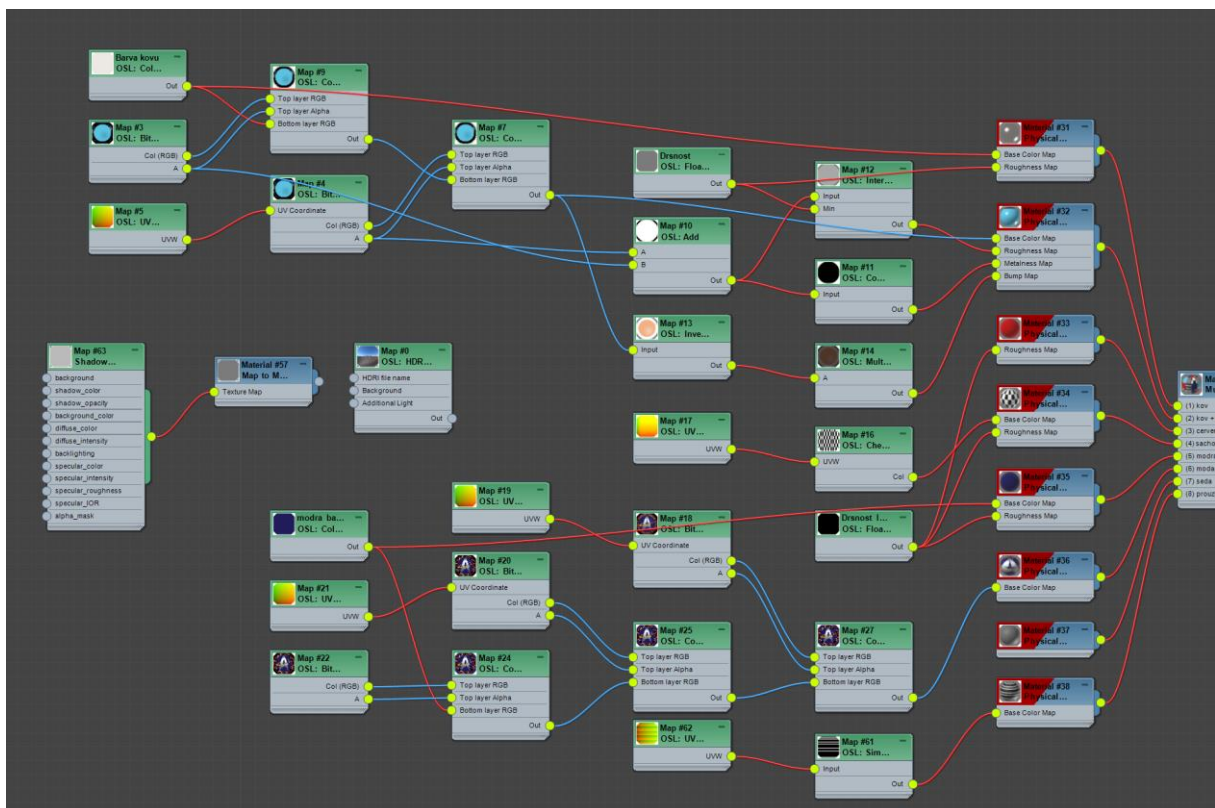 Barva kovu
OSL: Col...
Out
Map #3
OSL: Bit...
Col (RGB)
A
Map #5
OSL: UV...
UVW
Map #9
OSL: Co...
Top layer RGB
Top layer Alpha
Bottom layer RGB
Out
Map #4
OSL: Bit...
UV Coordinate
Col (RGB)
A
Map #7
OSL: Co...
Top layer RGB
Top layer Alpha
Bottom layer RGB
Out
Drsnost
OSL: Floa...
Out
Map #10
OSL: Add
A
B
Out
Map #13
OSL: Inve...
Input
Out
Map #17
OSL: UV...
UVW
Map #12
OSL: Inter...
Input
Min
Out
Map #11
OSL: Co...
Input
Out
Map #14
OSL: Mult...
A
Out
Map #16
OSL: Che...
UVW
Col
Drsnost l...
OSL: Floa...
Out
Material #31
Physical...
Base Color Map
Roughness Map
Material #32
Physical...
Base Color Map
Roughness Map
Metalness Map
Bump Map
Material #33
Physical...
Roughness Map
Material #34
Physical...
Base Color Map
Roughness Map
Material #35
Physical...
Base Color Map
Roughness Map
Material #36
Physical...
Base Color Map
Material #37
Physical...
Material #38
Physical...
Base Color Map
(1) kov
(2) kov +
(3) cerve
(4) sacho
(5) modra
(6) moda
(7) seda
(8) prouz
Map #63
Shadow...
background
shadow_color
shadow_opacity
background_color
diffuse_color
diffuse_intensity
backlighting
specular_color
specular_intensity
specular_roughness
specular_IOR
alpha_mask
Material #57
Map to M...
Texture Map
Map #0
OSL: HDR...
HDRI file name
Background
Additional Light
Out
modra ba...
OSL: Col...
Out
Map #21
OSL: UV...
UVW
Map #22
OSL: Bit...
Col (RGB)
A
Map #19
OSL: UV...
UVW
Map #20
OSL: Bit...
UV Coordinate
Col (RGB)
A
Map #24
OSL: Co...
Top layer RGB
Top layer Alpha
Bottom layer RGB
Out
Map #18
OSL: Bit...
UV Coordinate
Col (RGB)
A
Map #25
OSL: Co...
Top layer RGB
Top layer Alpha
Bottom layer RGB
Out
Map #62
OSL: UV...
UVW
Map #27
OSL: Co...
Top layer RGB
Top layer Alpha
Bottom layer RGB
Out
Map #61
OSL: Sim...
Input
Out